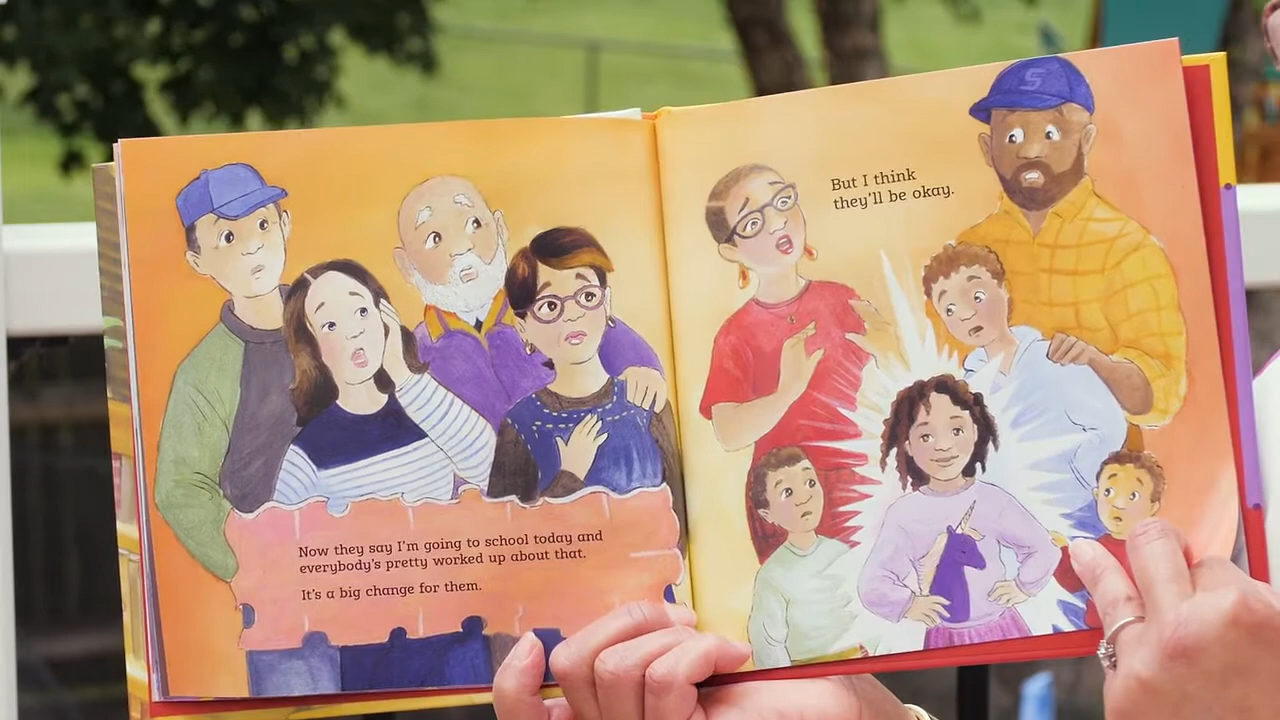 Now they say I'm going to school today and
everybody's pretty worked up about that.
It's a big change for them.
But I think
they'll be okay.
S